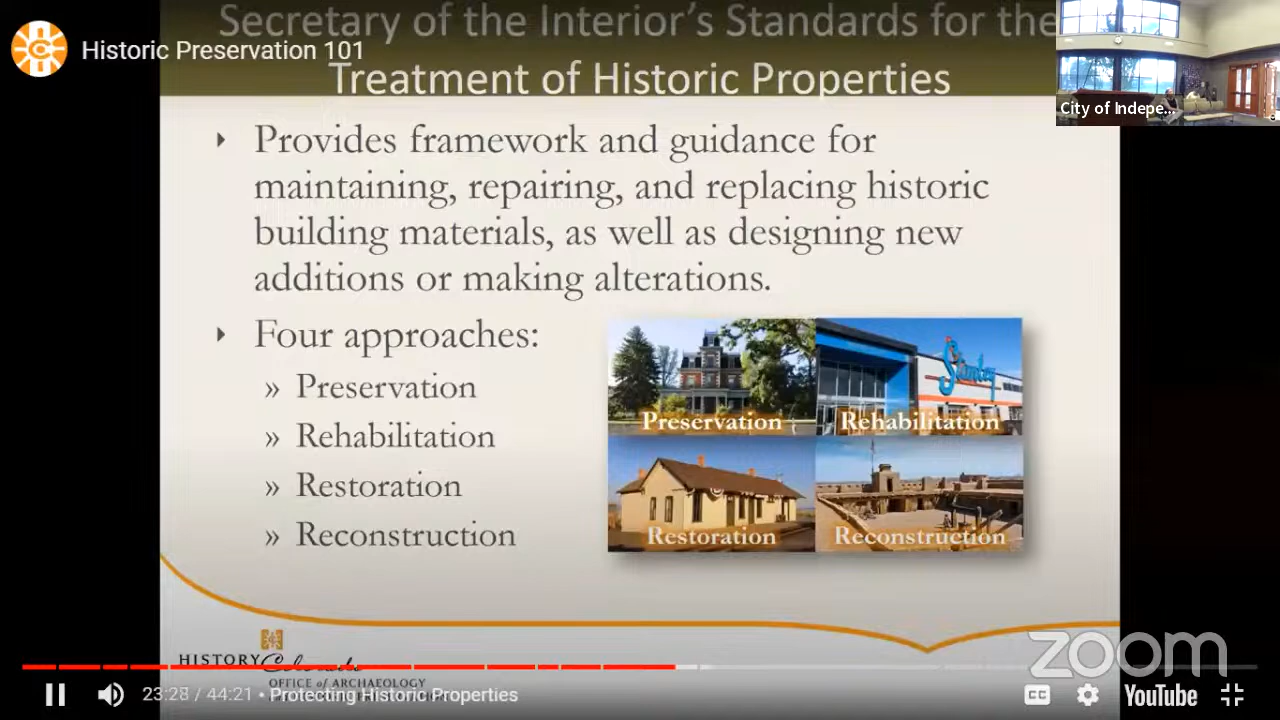 Secretary of the Interior's Standards for the
Treatment of Historic Properties
Historic Preservation 101
City of Indepe...
Provides framework and guidance for
maintaining, repairing, and replacing historic
building materials, as well as designing new
additions or making alterations.
Four approaches:
» Preservation
» Rehabilitation
» Restoration
» Reconstruction
Preservation
Stanley
Rehabilitation
Restoration
Reconstruction
HISTORY Colorado
OFFICE of ARCHAEOLOGY
zoom
23:28 / 44:21 • Protecting Historic Properties
CC
YouTube